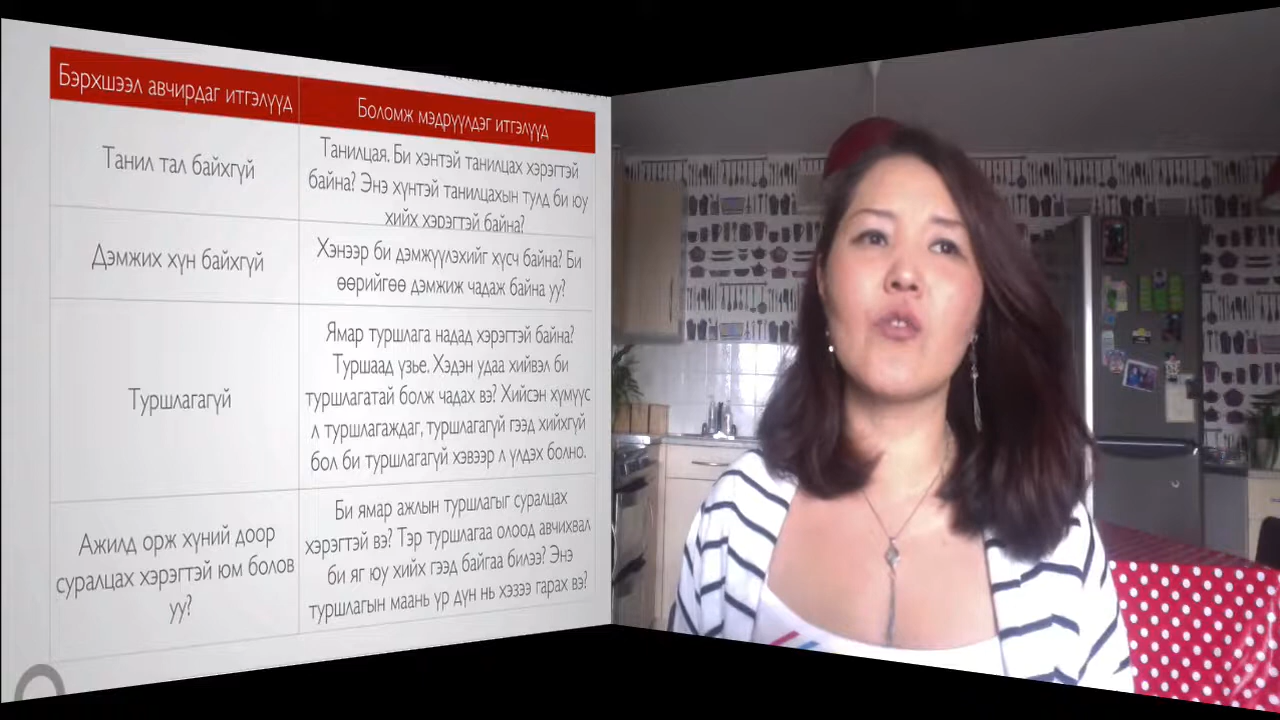 Бэрхшээл авчирдаг итгэлүүд
Боломж мэдрүүлдэг итгэлүүд
Танил тал байхгүй
Танилцая. Би хэнтэй танилцах хэрэгтэй
байна? Энэ хүнтэй танилцахын тулд би юу
хийх хэрэгтэй байна?
Дэмжих хүн байхгүй
Хэнээр би дэмжүүлэхийг хүсч байна? Би
өөрийгөө дэмжиж чадаж байна уу?
Туршлагагүй
Ямар туршлага надад хэрэгтэй байна?
Туршаад үзье. Хэдэн удаа хийвэл би
туршлагатай болж чадах вэ? Хийсэн хүмүүс
л туршлагаждаг, туршлагагүй гээд хийхгүй
бол би туршлагагүй хэвээр л үлдэх болно.
Ажилд орж хүний доор
суралцах хэрэгтэй юм болов
уу?
Би ямар ажлын туршлагыг суралцах
хэрэгтэй вэ? Тэр туршлагаа олоод авчихвал
би яг юу хийх гээд байгаа билээ? Энэ
туршлагын маань үр дүн нь хэзээ гарах вэ?